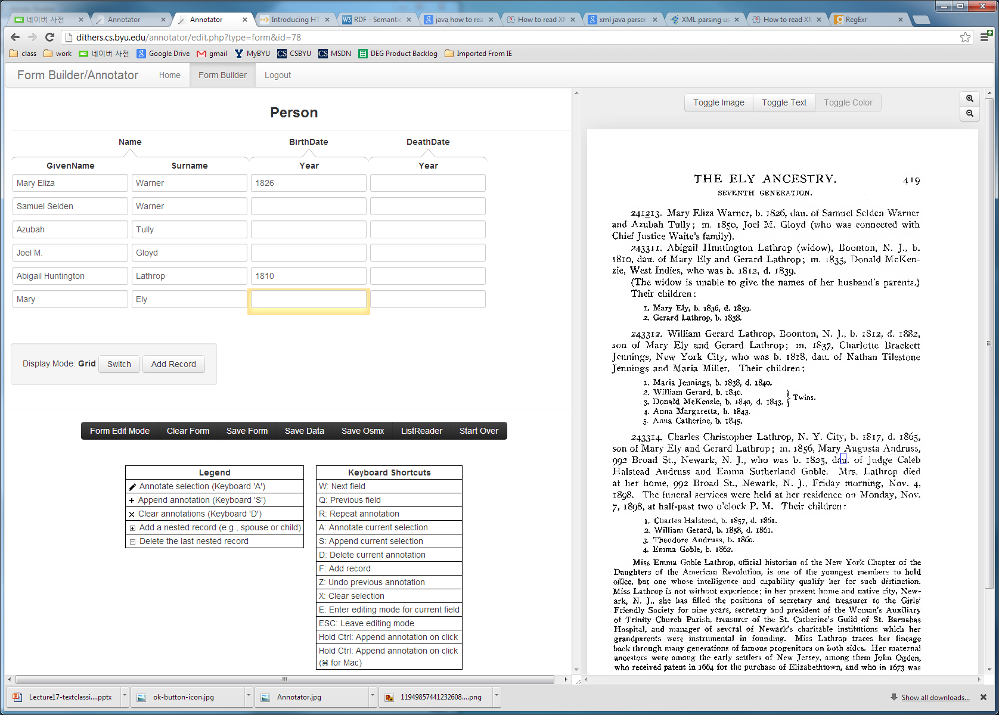 네이버 사전
Annotator
Annotator
Introducing HT
RDF - Semantic
java how to rea
How to read XM
xml java parser
XML parsing us
How to read XM
RegExr
dithers.cs.byu.edu/annotator/edit.php?type=form&id=78
class
work
네이버 사전
Google Drive
gmail
MyBYU
CSBYU
MSDN
DEG Product Backlog
Imported From IE
Form Builder/Annotator
Home
Form Builder
Logout
Person
Name BirthDate DeathDate
GivenName Surname Year Year
Mary Eliza Warner 1826
Samuel Selden Warner
Azubah Tully
Joel M. Gloyd
Abigail Huntington Lathrop 1810
Mary Ely
Display Mode: Grid Switch Add Record
Form Edit Mode Clear Form Save Form Save Data Save Osmx ListReader Start Over
Legend
Annotate selection (Keyboard 'A')
Append annotation (Keyboard 'S')
Clear annotations (Keyboard 'D')
Add a nested record (e.g., spouse or child)
Delete the last nested record
Keyboard Shortcuts
W: Next field
Q: Previous field
R: Repeat annotation
A: Annotate current selection
S: Append current selection
D: Delete current annotation
F: Add record
Z: Undo previous annotation
X: Clear selection
E: Enter editing mode for current field
ESC: Leave editing mode
Hold Ctrl: Append annotation on click
Hold Ctrl: Append annotation on click
(⌘ for Mac)
Toggle Image Toggle Text Toggle Color
THE ELY ANCESTRY. 419
SEVENTH GENERATION.
241213. Mary Eliza Warner, b. 1826, dau. of Samuel Selden Warner
and Azubah Tully; m. 1850, Joel M. Gloyd (who was connected with
Chief Justice Waite's family).
243311. Abigail Huntington Lathrop (widow), Boonton, N. J., b.
1810, dau. of Mary Ely and Gerard Lathrop; m. 1835, Donald McKen-
zie, West Indies, who was b. 1812, d. 1839.
(The widow is unable to give the names of her husband's parents.)
Their children:
1. Mary Ely, b. 1836, d. 1859.
2. Gerard Lathrop, b. 1838.
243312. William Gerard Lathrop, Boonton, N. J., b. 1812, d. 1882,
son of Mary Ely and Gerard Lathrop; m. 1837, Charlotte Brackett
Jennings, New York City, who was b. 1818, dau. of Nathan Tilestone
Jennings and Maria Miller. Their children:
1. Maria Jennings, b. 1838, d. 1840.
2. William Gerard, b. 1840.
3. Donald McKenzie, b. 1840, d. 1843. } Twins.
4. Anna Margaretta, b. 1843.
5. Anna Catherine, b. 1845.
243314. Charles Christopher Lathrop, N. Y. City, b. 1817, d. 1865,
son of Mary Ely and Gerard Lathrop; m. 1856, Mary Augusta Andruss,
992 Broad St., Newark, N. J., who was b. 1825, dau. of Judge Caleb
Halstead Andruss and Emma Sutherland Goble. Mrs. Lathrop died
at her home, 992 Broad St., Newark, N. J., Friday morning, Nov. 4,
1898. The funeral services were held at her residence on Monday, Nov.
7, 1898, at half-past two o'clock P. M. Their children:
1. Charles Halstead, b. 1857, d. 1861.
2. William Gerard, b. 1858, d. 1861.
3. Theodore Andruss, b. 1860.
4. Emma Goble, b. 1862.
Miss Emma Goble Lathrop, official historian of the New York Chapter of the
Daughters of the American Revolution, is one of the youngest members to hold
office, but one whose intelligence and capability qualify her for such distinction.
Miss Lathrop is not without experience; in her present home and native city, New-
ark, N. J., she has filled the positions of secretary and treasurer to the Girls'
Friendly Society for nine years, secretary and president of the Woman's Auxiliary
of Trinity Church Parish, treasurer of the St. Catherine's Guild of St. Barnabas
Hospital, and manager of several of Newark's charitable institutions which her
grandparents were instrumental in founding. Miss Lathrop traces her lineage
back through many generations of famous progenitors on both sides. Her maternal
ancestors were among the early settlers of New Jersey, among them John Ogden,
who received patent in 1664 for the purchase of Elizabethtown, and who in 1673 was
Lecture17-textclassi....pptx
ok-button-icon.jpg
Annotator.jpg
11949857441232608....png
Show all downloads...